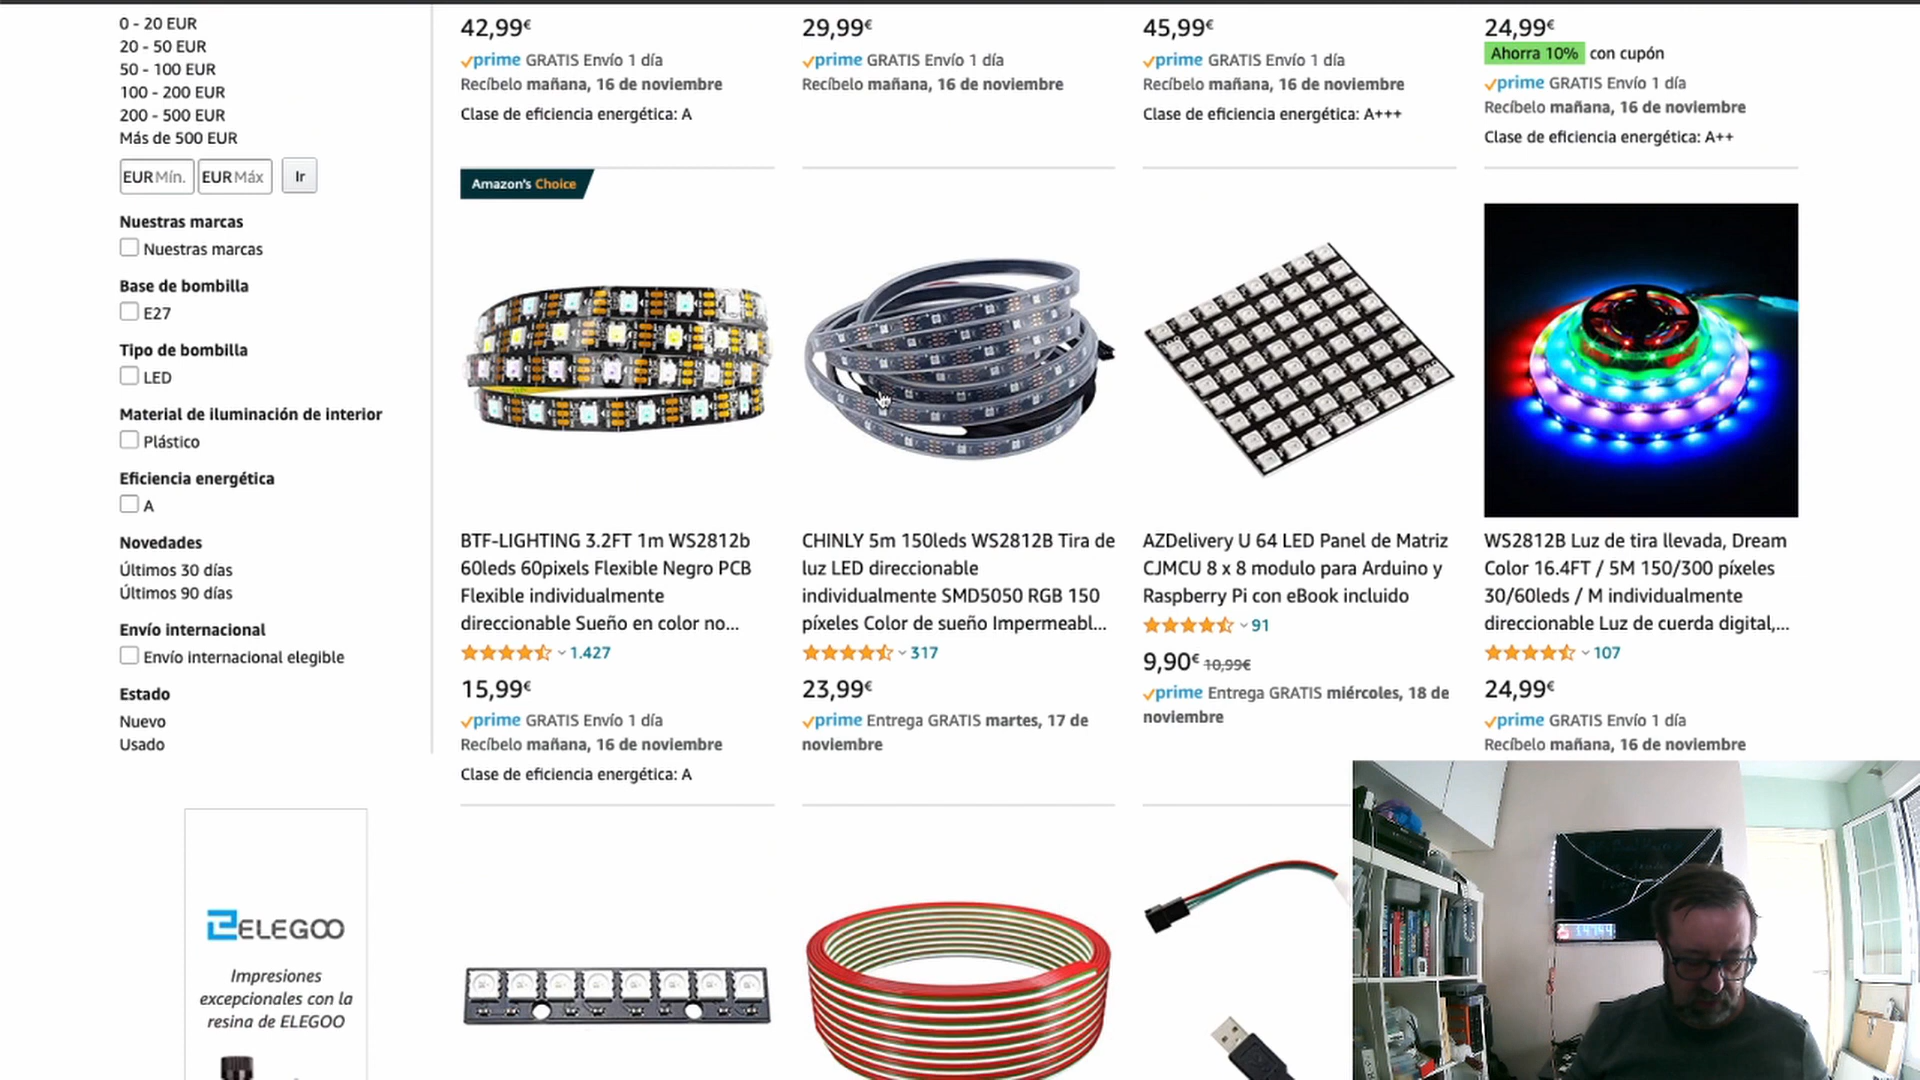 0 - 20 EUR
20 - 50 EUR
50 - 100 EUR
100 - 200 EUR
200 - 500 EUR
Más de 500 EUR
EUR Mín.
EUR Máx
Ir
Nuestras marcas
Nuestras marcas
Base de bombilla
E27
Tipo de bombilla
LED
Material de iluminación de interior
Plástico
Eficiencia energética
A
Novedades
Últimos 30 días
Últimos 90 días
Envío internacional
Envío internacional elegible
Estado
Nuevo
Usado
ELEGOO
Impresiones
excepcionales con la
resina de ELEGOO
42,99€
prime GRATIS Envío 1 día
Recíbelo mañana, 16 de noviembre
Clase de eficiencia energética: A
29,99€
prime GRATIS Envío 1 día
Recíbelo mañana, 16 de noviembre
45,99€
prime GRATIS Envío 1 día
Recíbelo mañana, 16 de noviembre
Clase de eficiencia energética: A+++
24,99€
Ahorra 10% con cupón
prime GRATIS Envío 1 día
Recíbelo mañana, 16 de noviembre
Clase de eficiencia energética: A++
Amazon's Choice
BTF-LIGHTING 3.2FT 1m WS2812b
60leds 60pixels Flexible Negro PCB
Flexible individualmente
direccionable Sueño en color no...
1.427
15,99€
prime GRATIS Envío 1 día
Recíbelo mañana, 16 de noviembre
Clase de eficiencia energética: A
CHINLY 5m 150leds WS2812B Tira de
luz LED direccionable
individualmente SMD5050 RGB 150
píxeles Color de sueño Impermeabl...
317
23,99€
prime Entrega GRATIS martes, 17 de
noviembre
AZDelivery U 64 LED Panel de Matriz
CJMCU 8 x 8 modulo para Arduino y
Raspberry Pi con eBook incluido
91
9,90€ 10,99€
prime Entrega GRATIS miércoles, 18 de
noviembre
WS2812B Luz de tira llevada, Dream
Color 16.4FT / 5M 150/300 píxeles
30/60leds / M individualmente
direccionable Luz de cuerda digital,...
107
24,99€
prime GRATIS Envío 1 día
Recíbelo mañana, 16 de noviembre
14744